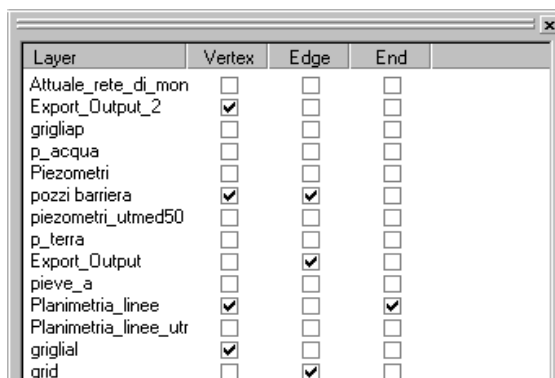 Layer Vertex Edge End
Attuale_rete_di_mon
Export_Output_2
grigliap
p_acqua
Piezometri
pozzi barriera
piezometri_utmed50
p_terra
Export_Output
pieve_a
Planimetria_linee
Planimetria_linee_utr
griglial
grid